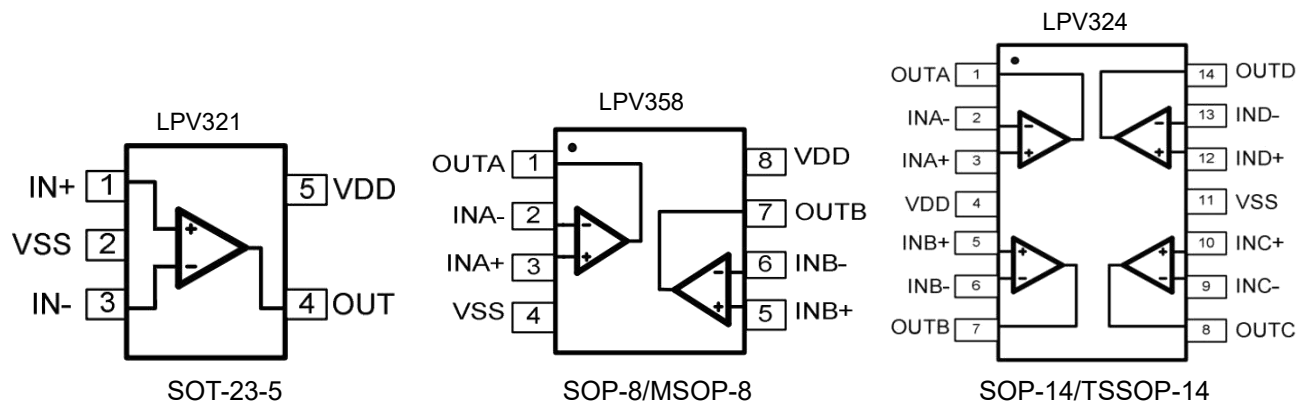 LPV321
IN+ 1
VSS 2
IN- 3
5 VDD
4 OUT
+
−
SOT-23-5
LPV358
OUTA 1
INA- 2
INA+ 3
VSS 4
8 VDD
7 OUTB
6 INB-
5 INB+
−
+
−
+
SOP-8/MSOP-8
LPV324
OUTA 1
INA- 2
INA+ 3
VDD 4
INB+ 5
INB- 6
OUTB 7
14 OUTD
13 IND-
12 IND+
11 VSS
10 INC+
9 INC-
8 OUTC
−
+
−
+
+
−
+
−
SOP-14/TSSOP-14